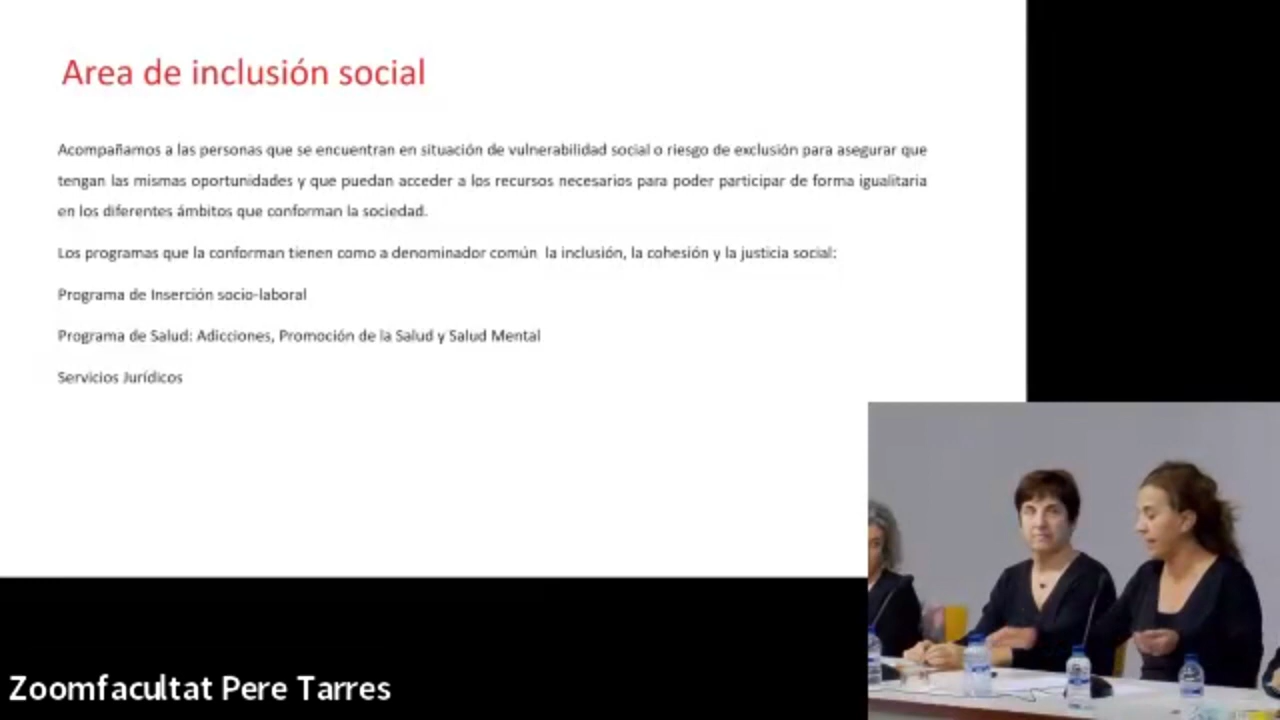 Area de inclusión social
Acompañamos a las personas que se encuentran en situación de vulnerabilidad social o riesgo de exclusión para asegurar que
tengan las mismas oportunidades y que puedan acceder a los recursos necesarios para poder participar de forma igualitaria
en los diferentes ámbitos que conforman la sociedad.
Los programas que la conforman tienen como a denominador común la inclusión, la cohesión y la justicia social:
Programa de Inserción socio-laboral
Programa de Salud: Adicciones, Promoción de la Salud y Salud Mental
Servicios Jurídicos
Zoomfacultat Pere Tarres